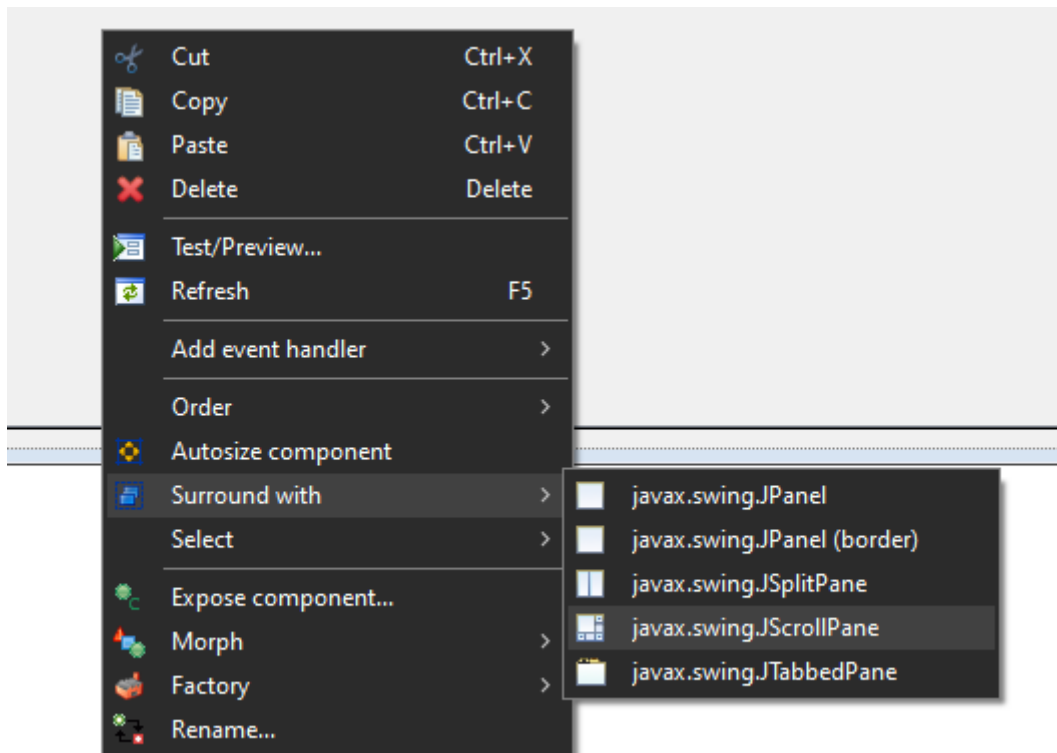 Cut Ctrl+X
Copy Ctrl+C
Paste Ctrl+V
Delete Delete
Test/Preview...
Refresh F5
Add event handler
Order
Autosize component
Surround with
Select
Expose component...
Morph
Factory
Rename...
javax.swing.JPanel
javax.swing.JPanel (border)
javax.swing.JSplitPane
javax.swing.JScrollPane
javax.swing.JTabbedPane